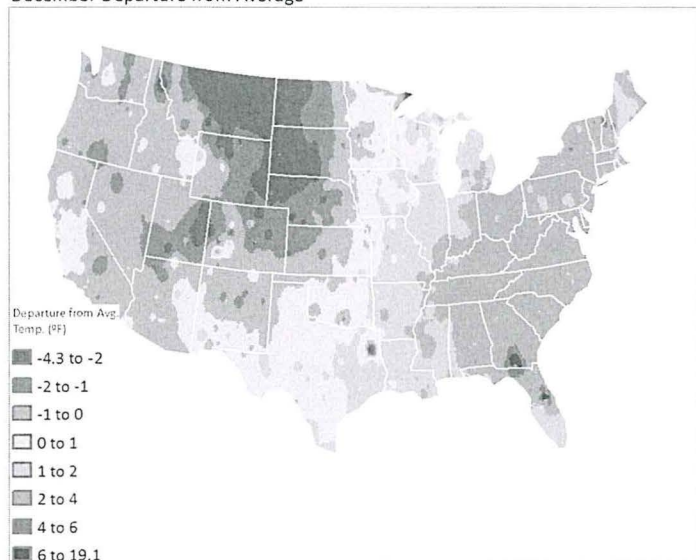 December Departure from Average
Departure from Avg.
Temp. (ºF)
-4.3 to -2
-2 to -1
-1 to 0
0 to 1
1 to 2
2 to 4
4 to 6
6 to 19.1